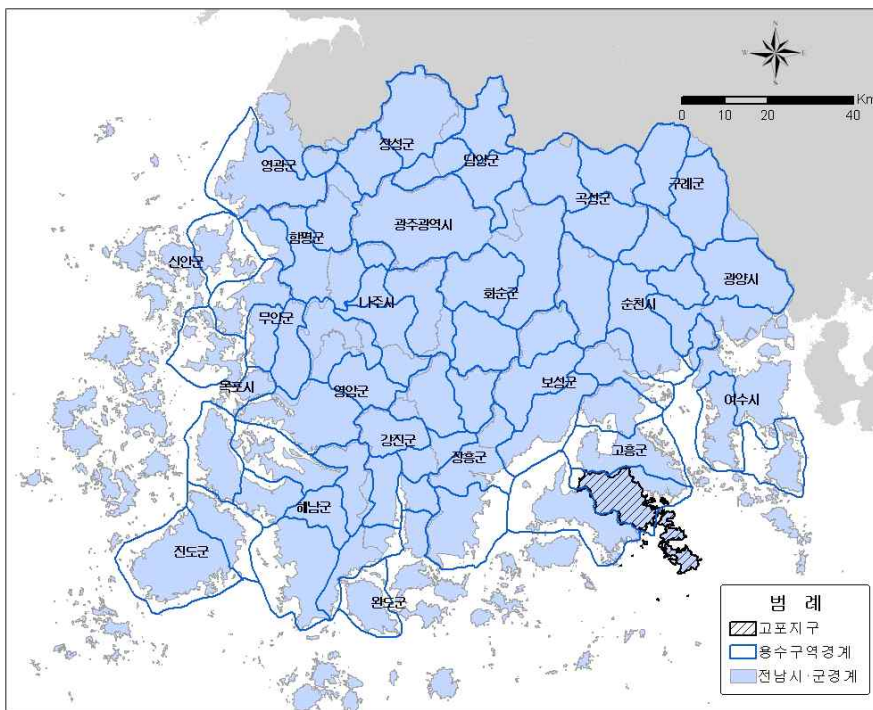 N
W E
S
Km
0 10 20 40
장성군
담양군
영광군
구례군
곡성군
광주광역시
함평군
신안군
광양시
나주시
화순군
순천시
무안군
목포시
영암군
보성군
여수시
강진군
고흥군
장흥군
해남군
진도군
완도군
범 례
고포지구
용수구역경계
전남시·군경계